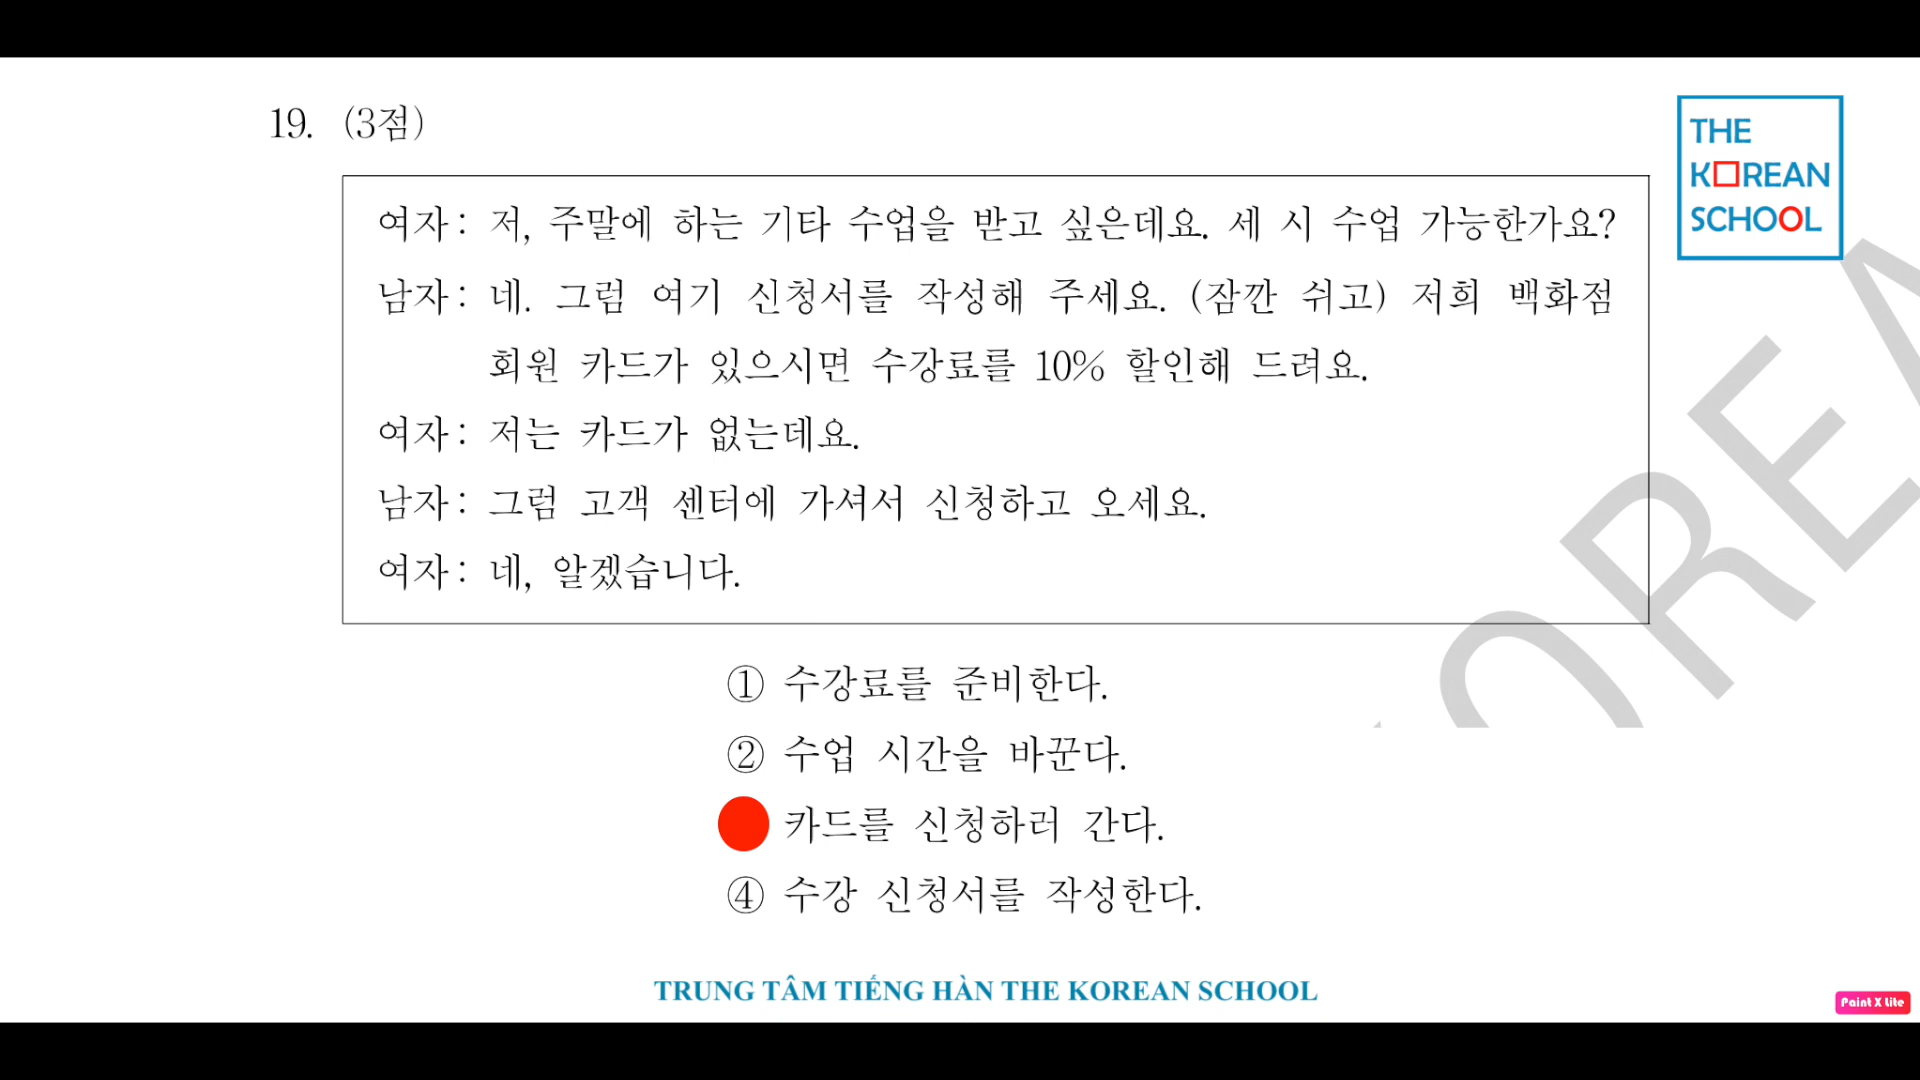 19. (3점)
THE
KOREAN
SCHOOL
여자: 저, 주말에 하는 기타 수업을 받고 싶은데요. 세 시 수업 가능한가요?
남자: 네. 그럼 여기 신청서를 작성해 주세요. (잠깐 쉬고) 저희 백화점
회원 카드가 있으시면 수강료를 10% 할인해 드려요.
여자: 저는 카드가 없는데요.
남자: 그럼 고객 센터에 가셔서 신청하고 오세요.
여자: 네, 알겠습니다.
① 수강료를 준비한다.
② 수업 시간을 바꾼다.
카드를 신청하러 간다.
④ 수강 신청서를 작성한다.
TRUNG TÂM TIẾNG HÀN THE KOREAN SCHOOL
Paint X lite